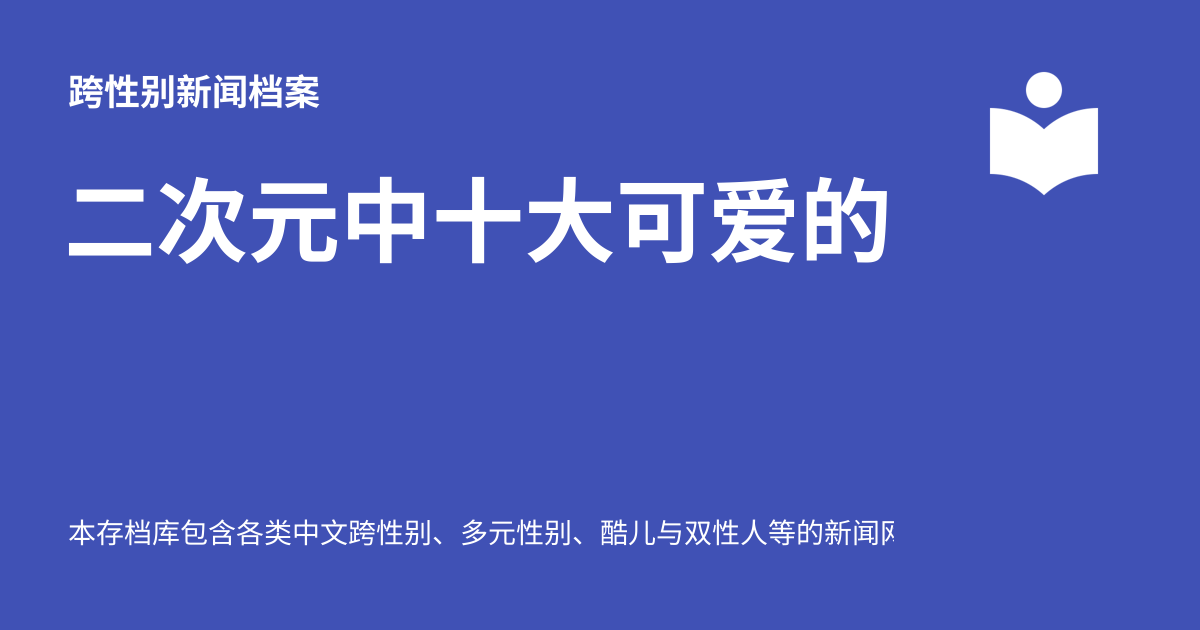 跨性别新闻档案
二次元中十大可爱的
本存档库包含各类中文跨性别、多元性别、酷儿与双性人等的新闻